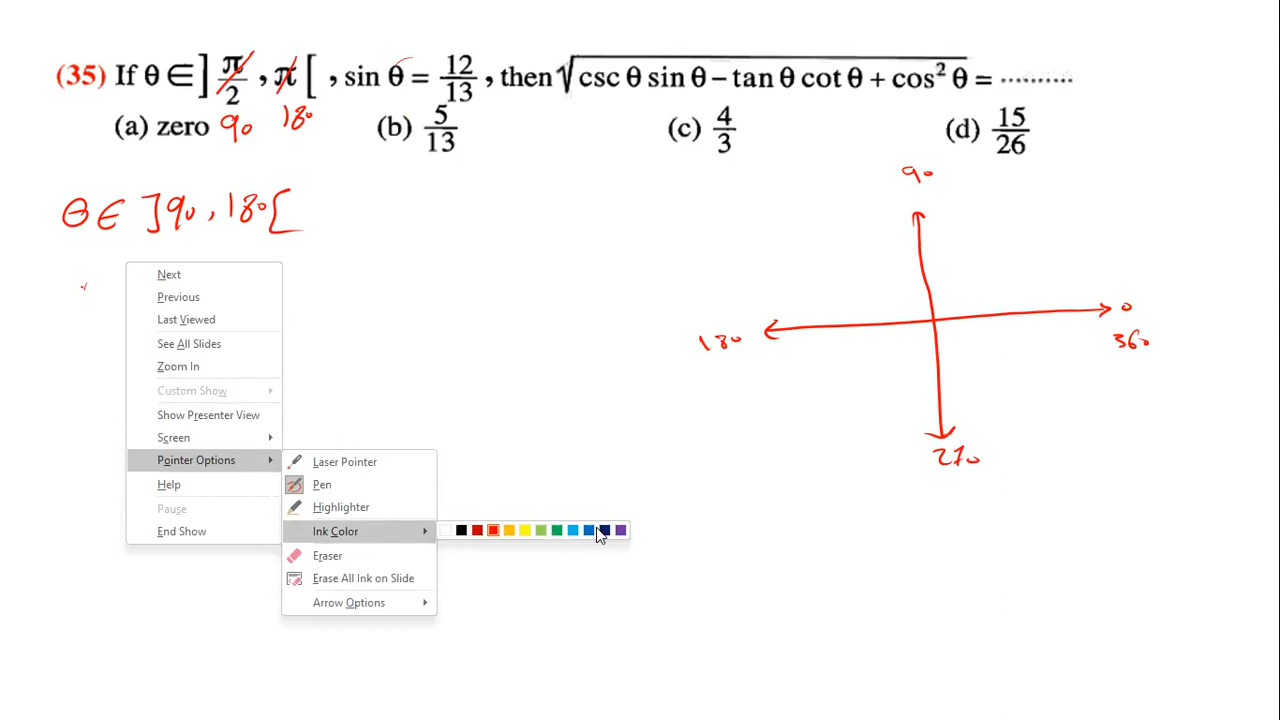 (35) If θ ∈ ] π/2 , π [ , sin θ = 12/13 , then √(csc θ sin θ − tan θ cot θ + cos² θ) = ..........
(a) zero 90 180 (b) 5/13 (c) 4/3 (d) 15/26
90
θ ∈ ]90, 180[
Next
Previous
Last Viewed
See All Slides
Zoom In
Custom Show
Show Presenter View
Screen
Pointer Options
Help
Pause
End Show
Laser Pointer
Pen
Highlighter
Ink Color
Eraser
Erase All Ink on Slide
Arrow Options
0
180
360
270